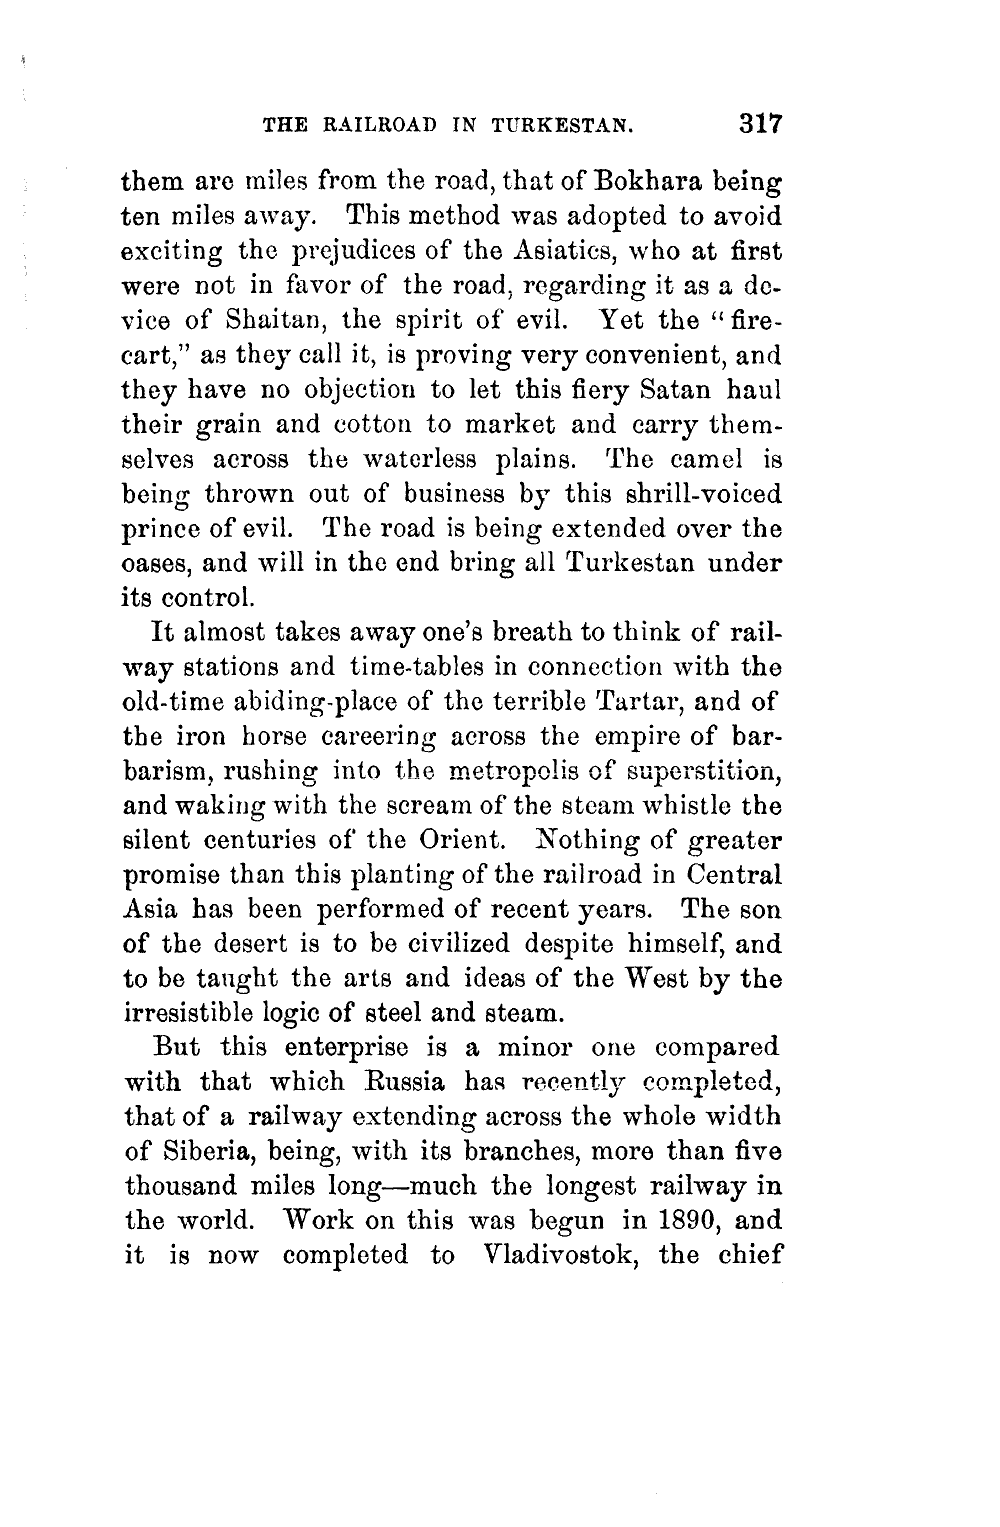 THE RAILROAD IN TURKESTAN. 317
them are miles from the road, that of Bokhara being
ten miles away. This method was adopted to avoid
exciting the prejudices of the Asiatics, who at first
were not in favor of the road, regarding it as a de-
vice of Shaitan, the spirit of evil. Yet the “fire-
cart,” as they call it, is proving very convenient, and
they have no objection to let this fiery Satan haul
their grain and cotton to market and carry them-
selves across the waterless plains. The camel is
being thrown out of business by this shrill-voiced
prince of evil. The road is being extended over the
oases, and will in the end bring all Turkestan under
its control.
It almost takes away one’s breath to think of rail-
way stations and time-tables in connection with the
old-time abiding-place of the terrible Tartar, and of
the iron horse careering across the empire of bar-
barism, rushing into the metropolis of superstition,
and waking with the scream of the steam whistle the
silent centuries of the Orient. Nothing of greater
promise than this planting of the railroad in Central
Asia has been performed of recent years. The son
of the desert is to be civilized despite himself, and
to be taught the arts and ideas of the West by the
irresistible logic of steel and steam.
But this enterprise is a minor one compared
with that which Russia has recently completed,
that of a railway extending across the whole width
of Siberia, being, with its branches, more than five
thousand miles long—much the longest railway in
the world. Work on this was begun in 1890, and
it is now completed to Vladivostok, the chief